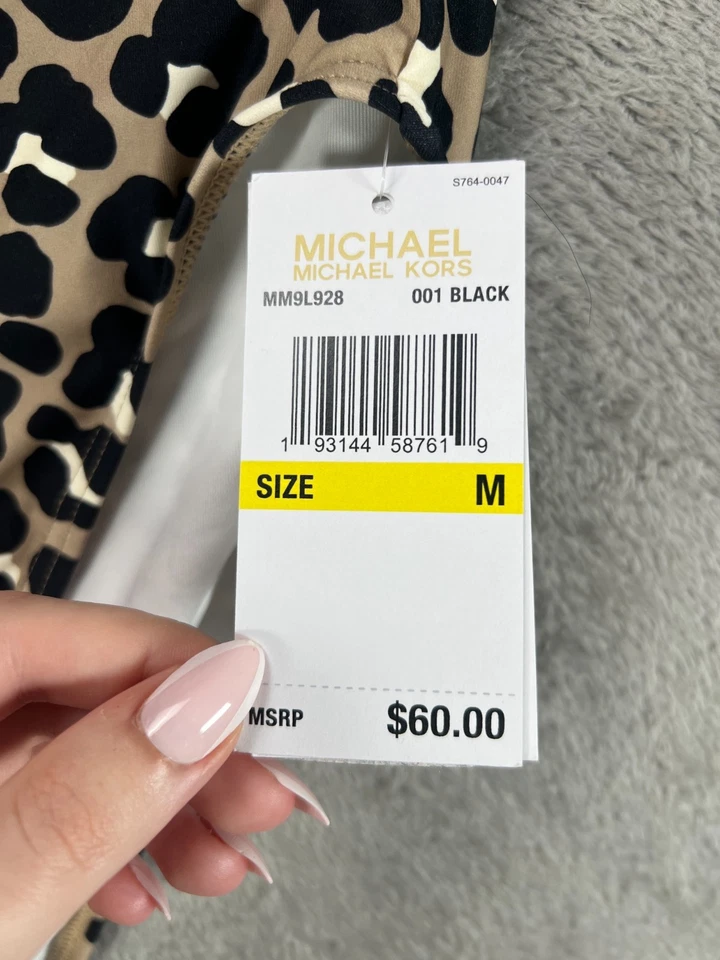 S764-0047
MICHAEL
MICHAEL KORS
MM9L928 001 BLACK
1 93144 58761 9
SIZE M
MSRP $60.00